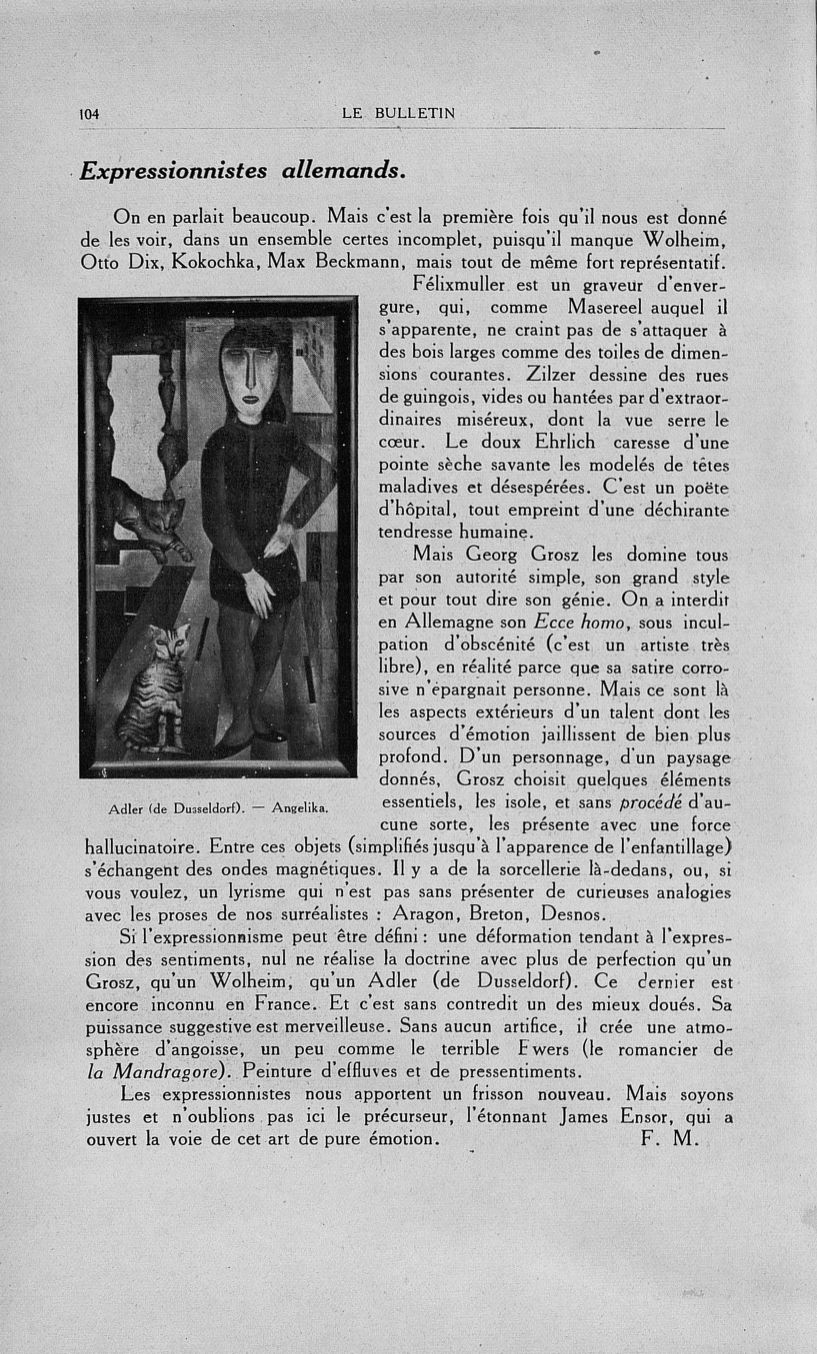 104
LE BULLETIN
Expressionnistes allemands.
On en parlait beaucoup. Mais c'est la première fois qu'il nous est donné
de les voir, dans un ensemble certes incomplet, puisqu'il manque Wolheim,
Otto Dix, Kokochka, Max Beckmann, mais tout de même fort représentatif.
Félixmuller est un graveur d'enver-
gure, qui, comme Masereel auquel il
s'apparente, ne craint pas de s'attaquer à
des bois larges comme des toiles de dimen-
sions courantes. Zilzer dessine des rues
de guingois, vides ou hantées par d'extraor-
dinaires miséreux, dont la vue serre le
cœur. Le doux Ehrlich caresse d'une
pointe sèche savante les modelés de têtes
maladives et désespérées. C'est un poëte
d'hôpital, tout empreint d'une déchirante
tendresse humaine.
Mais Georg Grosz les domine tous
par son autorité simple, son grand style
et pour tout dire son génie. On a interdit
en Allemagne son Ecce homo, sous incul-
pation d'obscénité (c'est un artiste très
libre), en réalité parce que sa satire corro-
sive n'épargnait personne. Mais ce sont là
les aspects extérieurs d'un talent dont les
sources d'émotion jaillissent de bien plus
profond. D'un personnage, d'un paysage
donnés, Grosz choisit quelques éléments
essentiels, les isole, et sans procédé d'au-
cune sorte, les présente avec une force
Adler (de Dusseldorf). — Angelika.
hallucinatoire. Entre ces objets (simplifiés jusqu'à l'apparence de l'enfantillage)
s'échangent des ondes magnétiques. Il y a de la sorcellerie là-dedans, ou, si
vous voulez, un lyrisme qui n'est pas sans présenter de curieuses analogies
avec les proses de nos surréalistes : Aragon, Breton, Desnos.
Si l'expressionnisme peut être défini : une déformation tendant à l'expres-
sion des sentiments, nul ne réalise la doctrine avec plus de perfection qu'un
Grosz, qu'un Wolheim, qu'un Adler (de Dusseldorf). Ce dernier est
encore inconnu en France. Et c'est sans contredit un des mieux doués. Sa
puissance suggestive est merveilleuse. Sans aucun artifice, il crée une atmo-
sphère d'angoisse, un peu comme le terrible Ewers (le romancier de
la Mandragore). Peinture d'effluves et de pressentiments.
Les expressionnistes nous apportent un frisson nouveau. Mais soyons
justes et n'oublions pas ici le précurseur, l'étonnant James Ensor, qui a
ouvert la voie de cet art de pure émotion. F. M.